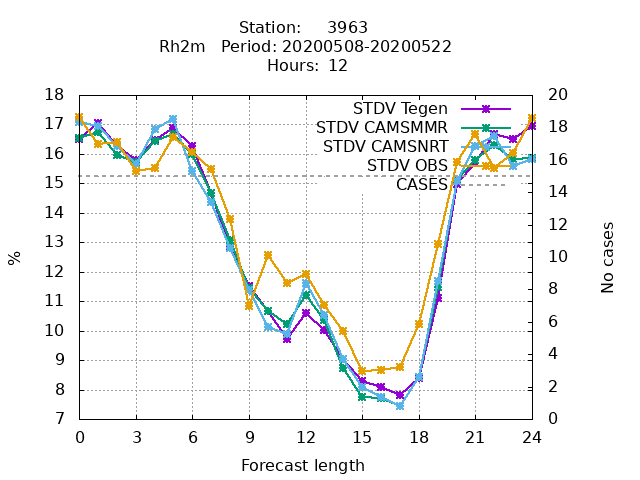 Station: 3963
Rh2m Period: 20200508-20200522
Hours: 12
18 20
17 18
16 16
15 14
14 12
13 10
12 8
11 6
10 4
9 2
8 0
7
STDV Tegen
STDV CAMSMMR
STDV CAMSNRT
STDV OBS
CASES
%
No cases
0 3 6 9 12 15 18 21 24
Forecast length